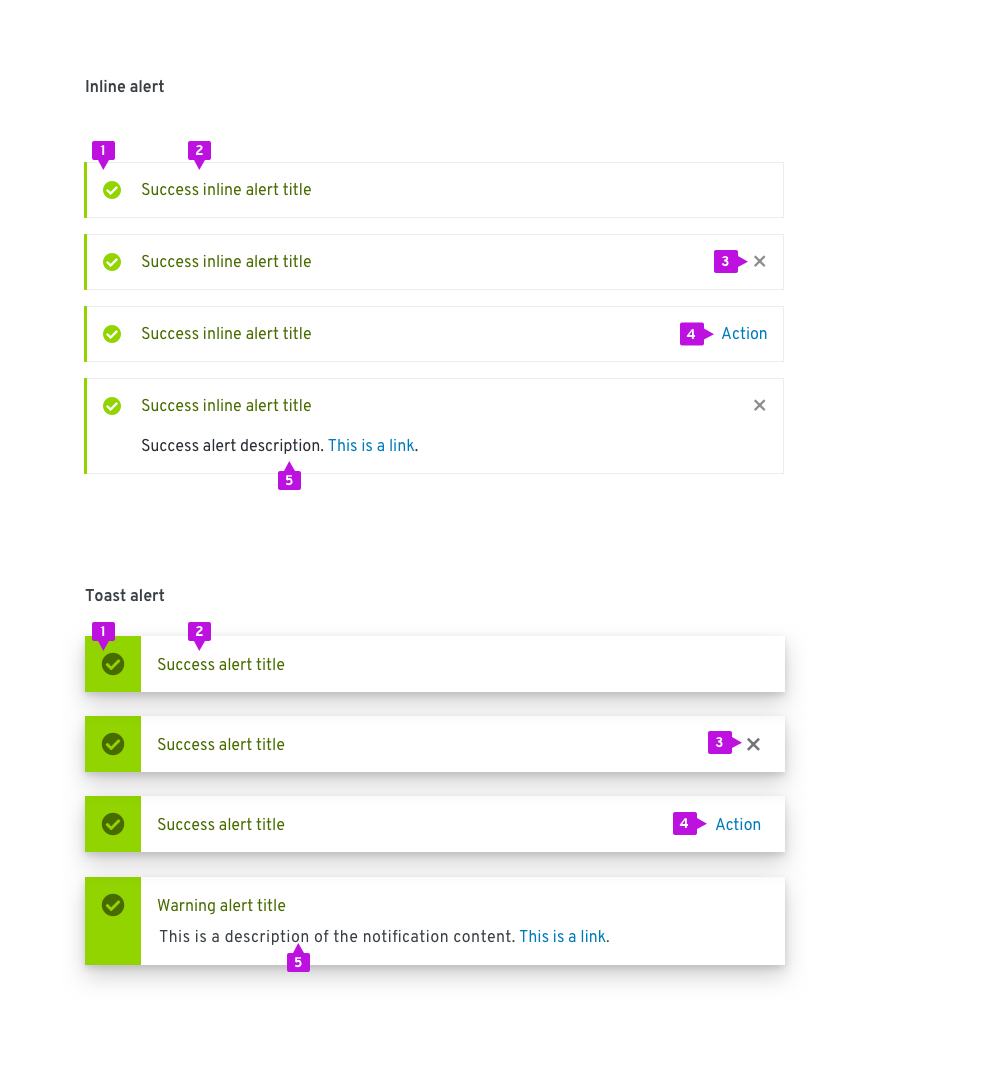 Inline alert
1 2
Success inline alert title
Success inline alert title 3
Success inline alert title 4 Action
Success inline alert title
Success alert description. This is a link.
5
Toast alert
1 2
Success alert title
Success alert title 3
Success alert title 4 Action
Warning alert title
This is a description of the notification content. This is a link.
5